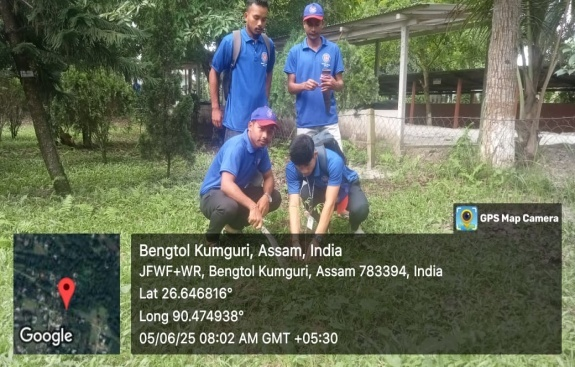 GPS Map Camera
Bengtol Kumguri, Assam, India
JFWF+WR, Bengtol Kumguri, Assam 783394, India
Lat 26.646816°
Long 90.474938°
05/06/25 08:02 AM GMT +05:30
Google